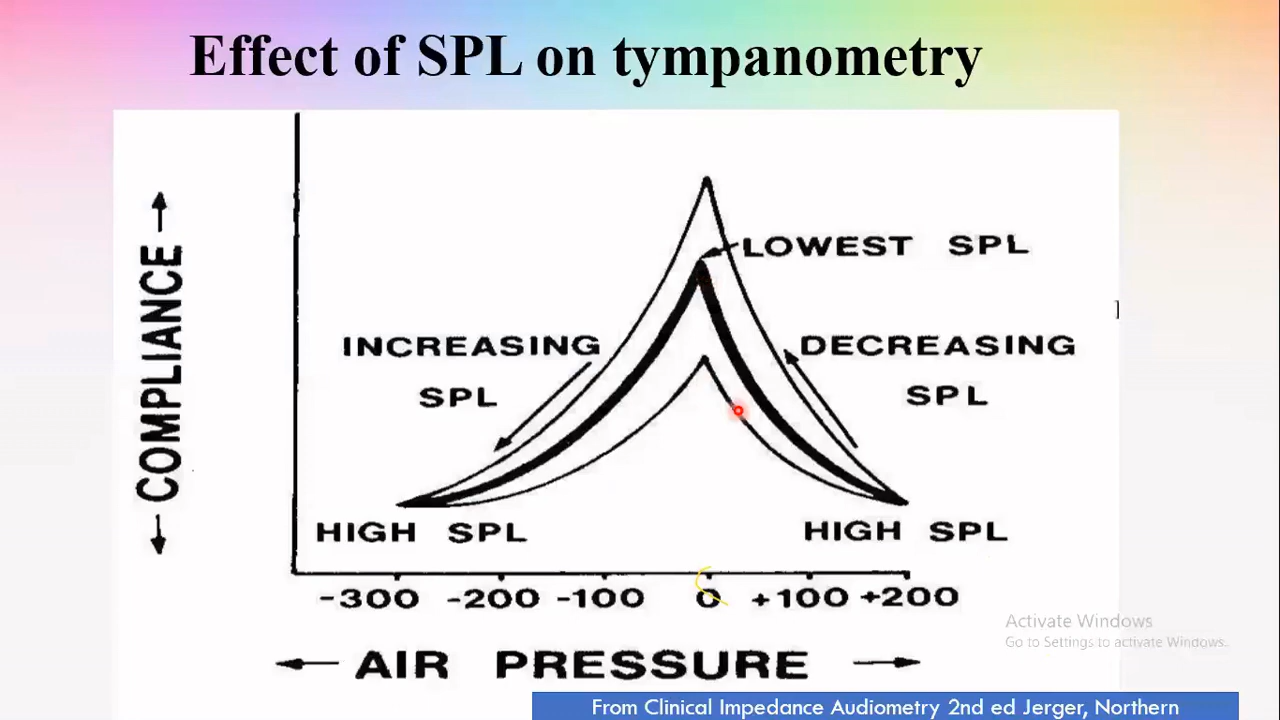 Effect of SPL on tympanometry
COMPLIANCE
LOWEST SPL
INCREASING
SPL
DECREASING
SPL
HIGH SPL
HIGH SPL
-300 -200 -100 0 +100 +200
AIR PRESSURE
Activate Windows
Go to Settings to activate Windows.
From Clinical Impedance Audiometry 2nd ed Jerger, Northern